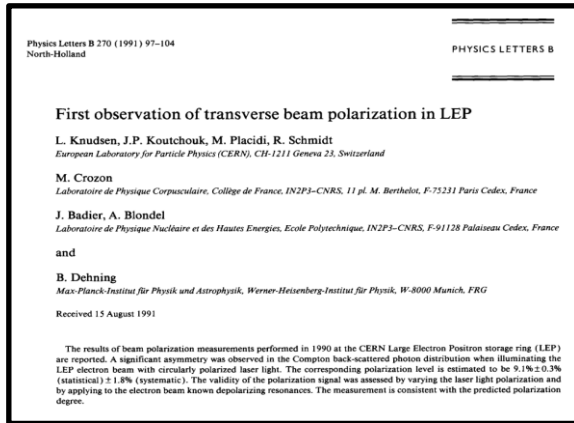 Physics Letters B 270 (1991) 97–104
North-Holland
PHYSICS LETTERS B
First observation of transverse beam polarization in LEP
L. Knudsen, J.P. Koutchouk, M. Placidi, R. Schmidt
European Laboratory for Particle Physics (CERN), CH-1211 Geneva 23, Switzerland
M. Crozon
Laboratoire de Physique Corpusculaire, Collège de France, IN2P3–CNRS, 11 pl. M. Berthelot, F-75231 Paris Cedex, France
J. Badier, A. Blondel
Laboratoire de Physique Nucléaire et des Hautes Energies, Ecole Polytechnique, IN2P3–CNRS, F-91128 Palaiseau Cedex, France
and
B. Dehning
Max-Planck-Institut für Physik und Astrophysik, Werner-Heisenberg-Institut für Physik, W-8000 Munich, FRG
Received 15 August 1991
The results of beam polarization measurements performed in 1990 at the CERN Large Electron Positron storage ring (LEP)
are reported. A significant asymmetry was observed in the Compton back-scattered photon distribution when illuminating the
LEP electron beam with circularly polarized laser light. The corresponding polarization level is estimated to be 9.1%±0.3%
(statistical) ± 1.8% (systematic). The validity of the polarization signal was assessed by varying the laser light polarization and
by applying to the electron beam known depolarizing resonances. The measurement is consistent with the predicted polarization
degree.